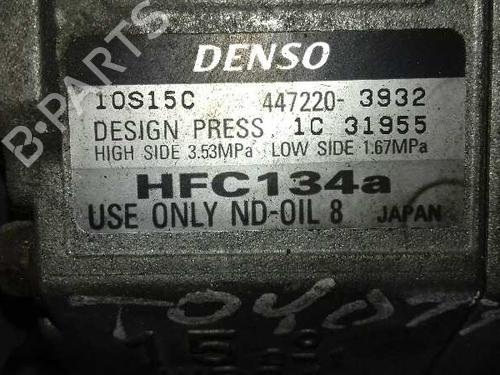 DENSO
10S15C 447220-3932
DESIGN PRESS 1C 31955
HIGH SIDE 3.53MPa LOW SIDE 1.67MPa
HFC134a
USE ONLY ND-OIL 8 JAPAN
B-PARTS